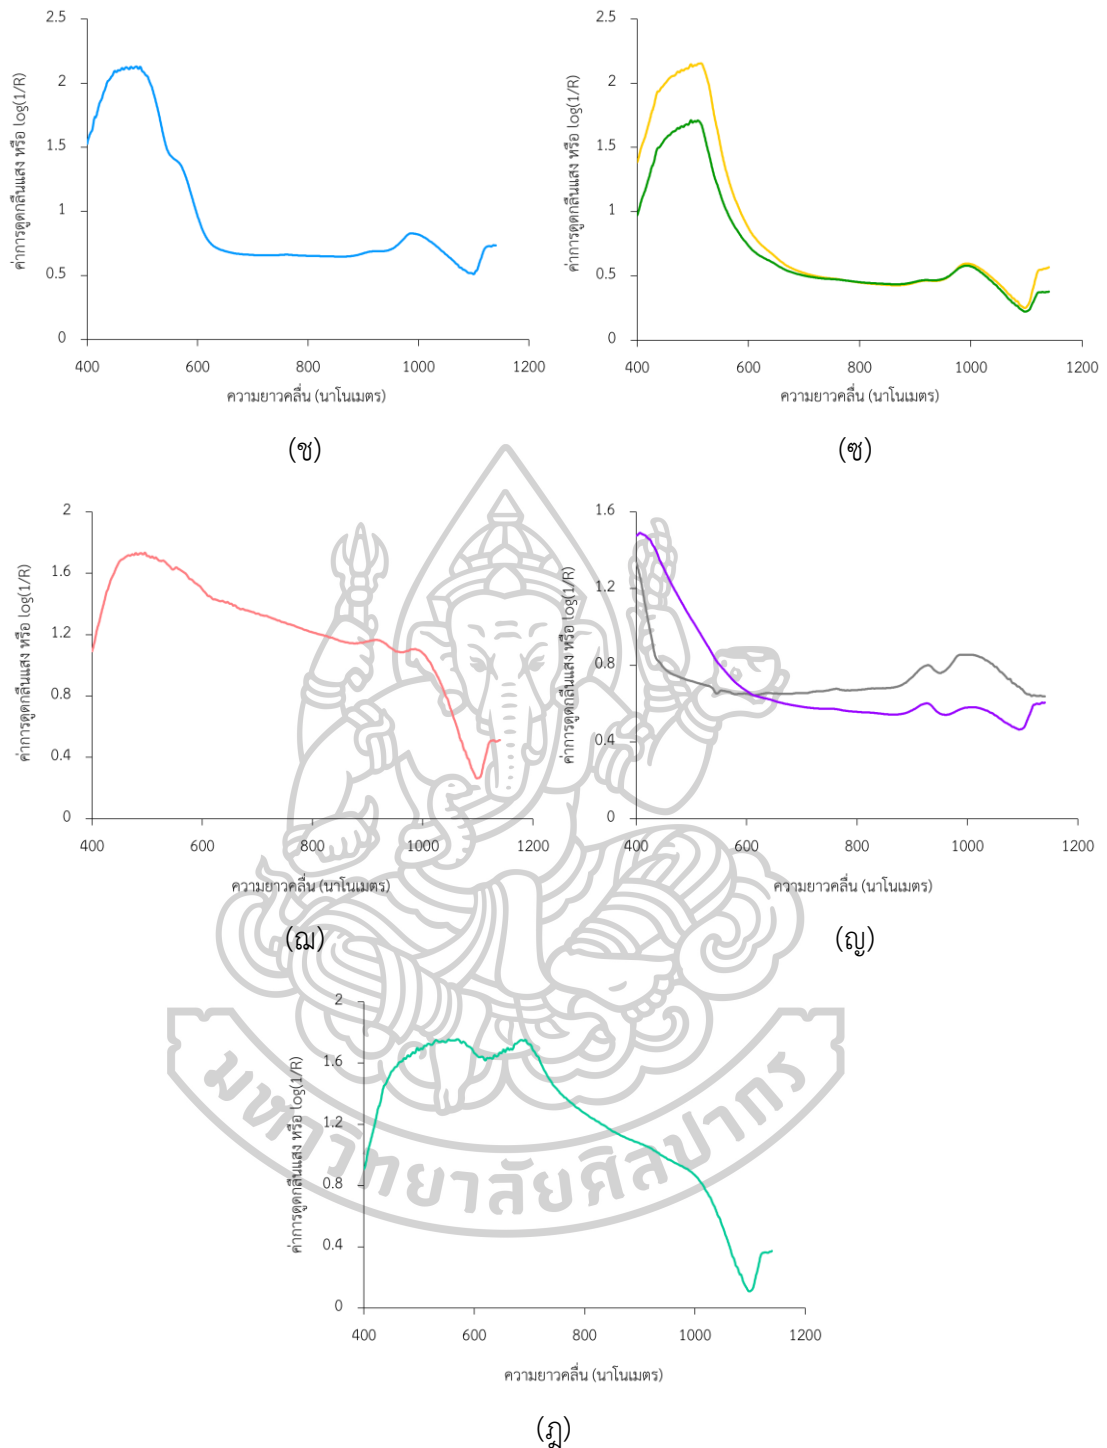 2.5 2.5
2 2
1.5 1.5
1 1
0.5 0.5
0 0
ค่าการดูดกลืนแสง หรือ log(1/R) ค่าการดูดกลืนแสง หรือ log(1/R)
400 600 800 1000 1200 400 600 800 1000 1200
ความยาวคลื่น (นาโนเมตร) ความยาวคลื่น (นาโนเมตร)
(ช) (ซ)
2 1.6
1.6 1.2
1.2 0.8
0.8 0.4
0.4 0
0
ค่าการดูดกลืนแสง หรือ log(1/R) ค่าการดูดกลืนแสง หรือ log(1/R)
400 600 800 1000 1200 400 600 800 1000 1200
ความยาวคลื่น (นาโนเมตร) ความยาวคลื่น (นาโนเมตร)
(ฌ) (ญ)
2
1.6
1.2
0.8
0.4
0
ค่าการดูดกลืนแสง หรือ log(1/R)
400 600 800 1000 1200
ความยาวคลื่น (นาโนเมตร)
(ฎ)
มหาวิทยาลัยศิลปากร